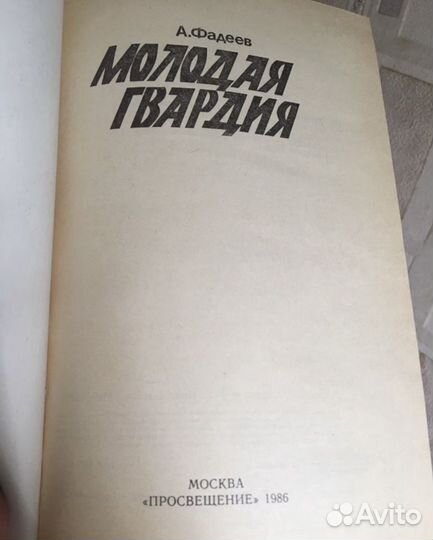 А.Фадеев
МОЛОДАЯ
ГВАРДИЯ
МОСКВА
«ПРОСВЕЩЕНИЕ» 1986
Avito